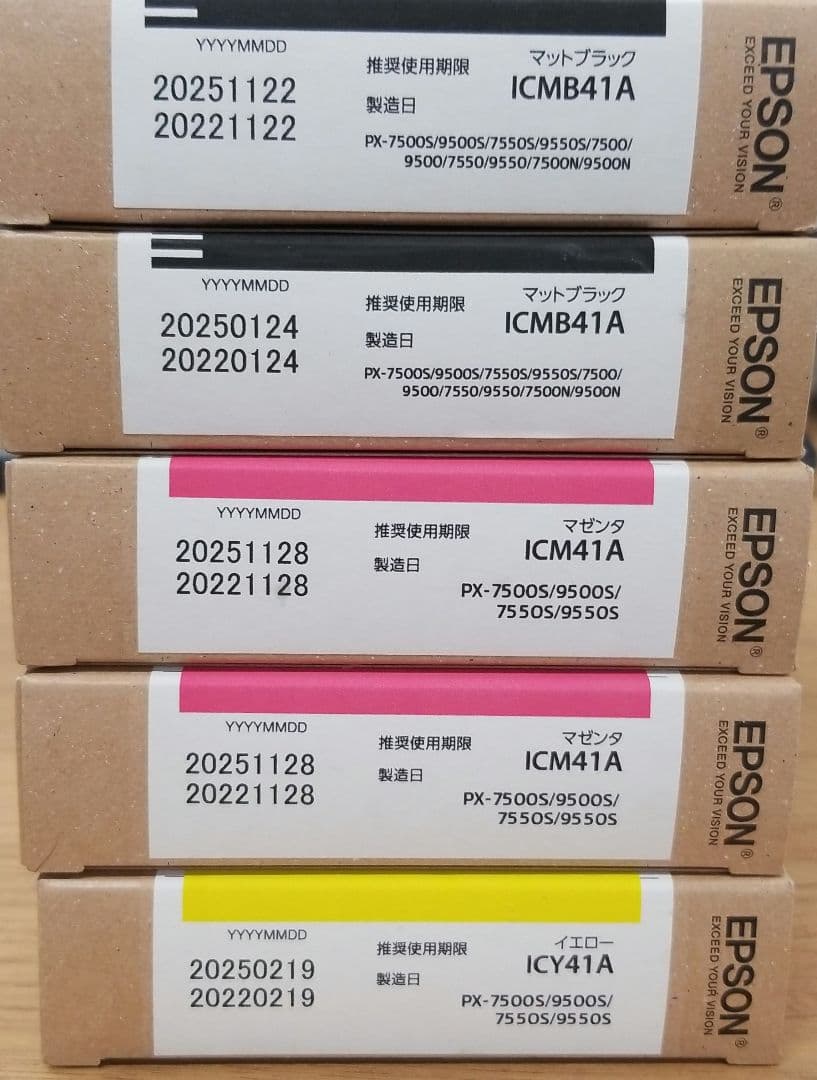 YYYYMMDD
20251122
20221122
推奨使用期限
製造日
マットブラック
ICMB41A
PX-7500S/9500S/7550S/9550S/7500/
9500/7550/9550/7500N/9500N
EPSON®
EXCEED YOUR VISION
YYYYMMDD
20250124
20220124
推奨使用期限
製造日
マットブラック
ICMB41A
PX-7500S/9500S/7550S/9550S/7500/
9500/7550/9550/7500N/9500N
EPSON®
EXCEED YOUR VISION
YYYYMMDD
20251128
20221128
推奨使用期限
製造日
マゼンタ
ICM41A
PX-7500S/9500S/
7550S/9550S
EPSON®
EXCEED YOUR VISION
YYYYMMDD
20251128
20221128
推奨使用期限
製造日
マゼンタ
ICM41A
PX-7500S/9500S/
7550S/9550S
EPSON®
EXCEED YOUR VISION
YYYYMMDD
20250219
20220219
推奨使用期限
製造日
イエロー
ICY41A
PX-7500S/9500S/
7550S/9550S
EPSON®
EXCEED YOUR VISION